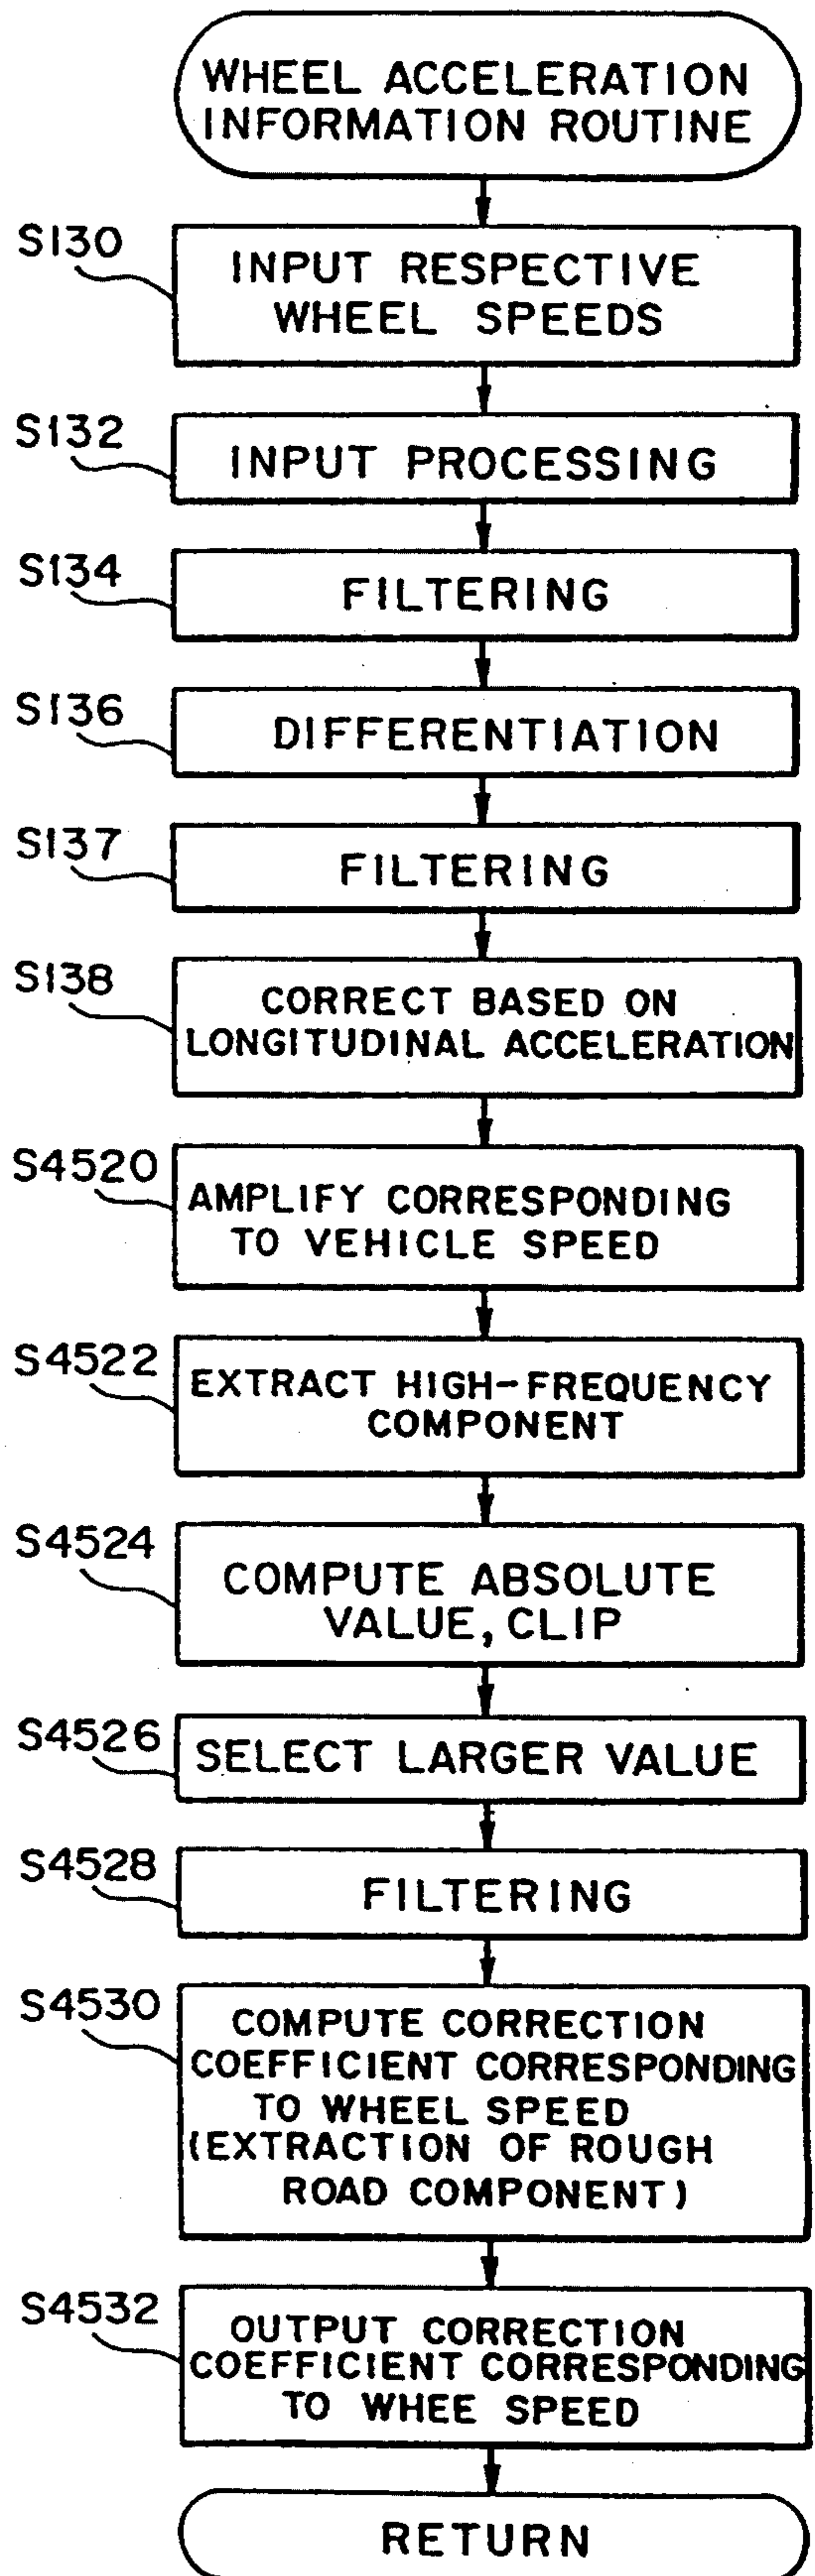 WHEEL ACCELERATION
INFORMATION ROUTINE
S130
INPUT RESPECTIVE
WHEEL SPEEDS
S132
INPUT PROCESSING
S134
FILTERING
S136
DIFFERENTIATION
S137
FILTERING
S138
CORRECT BASED ON
LONGITUDINAL ACCELERATION
S4520
AMPLIFY CORRESPONDING
TO VEHICLE SPEED
S4522
EXTRACT HIGH-FREQUENCY
COMPONENT
S4524
COMPUTE ABSOLUTE
VALUE, CLIP
S4526
SELECT LARGER VALUE
S4528
FILTERING
S4530
COMPUTE CORRECTION
COEFFICIENT CORRESPONDING
TO WHEEL SPEED
(EXTRACTION OF ROUGH
ROAD COMPONENT)
S4532
OUTPUT CORRECTION
COEFFICIENT CORRESPONDING
TO WHEE SPEED
RETURN